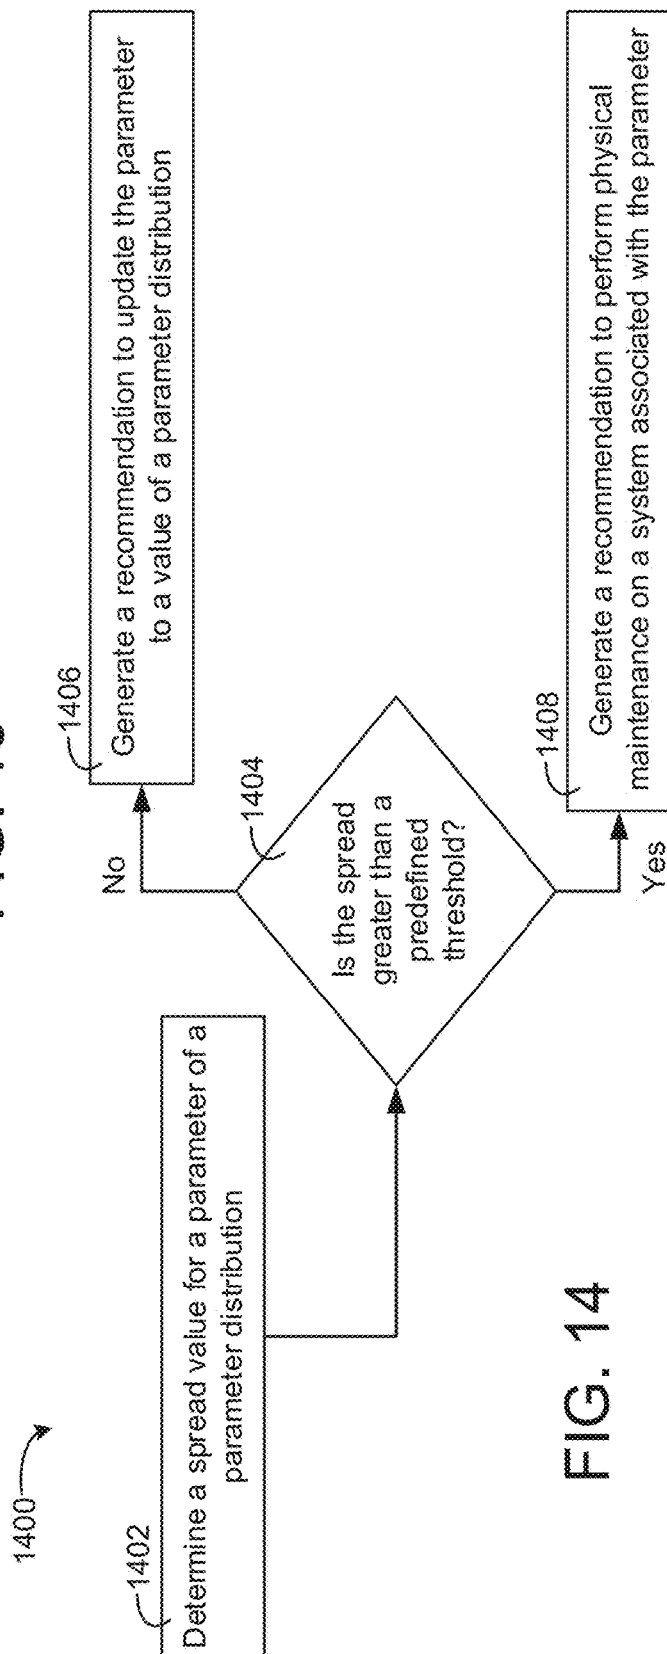 1400
1402
Determine a spread value for a parameter of a
parameter distribution
1404
Is the spread
greater than a
predefined
threshold?
No
1406
Generate a recommendation to update the parameter
to a value of a parameter distribution
Yes
1408
Generate a recommendation to perform physical
maintenance on a system associated with the parameter
FIG. 14